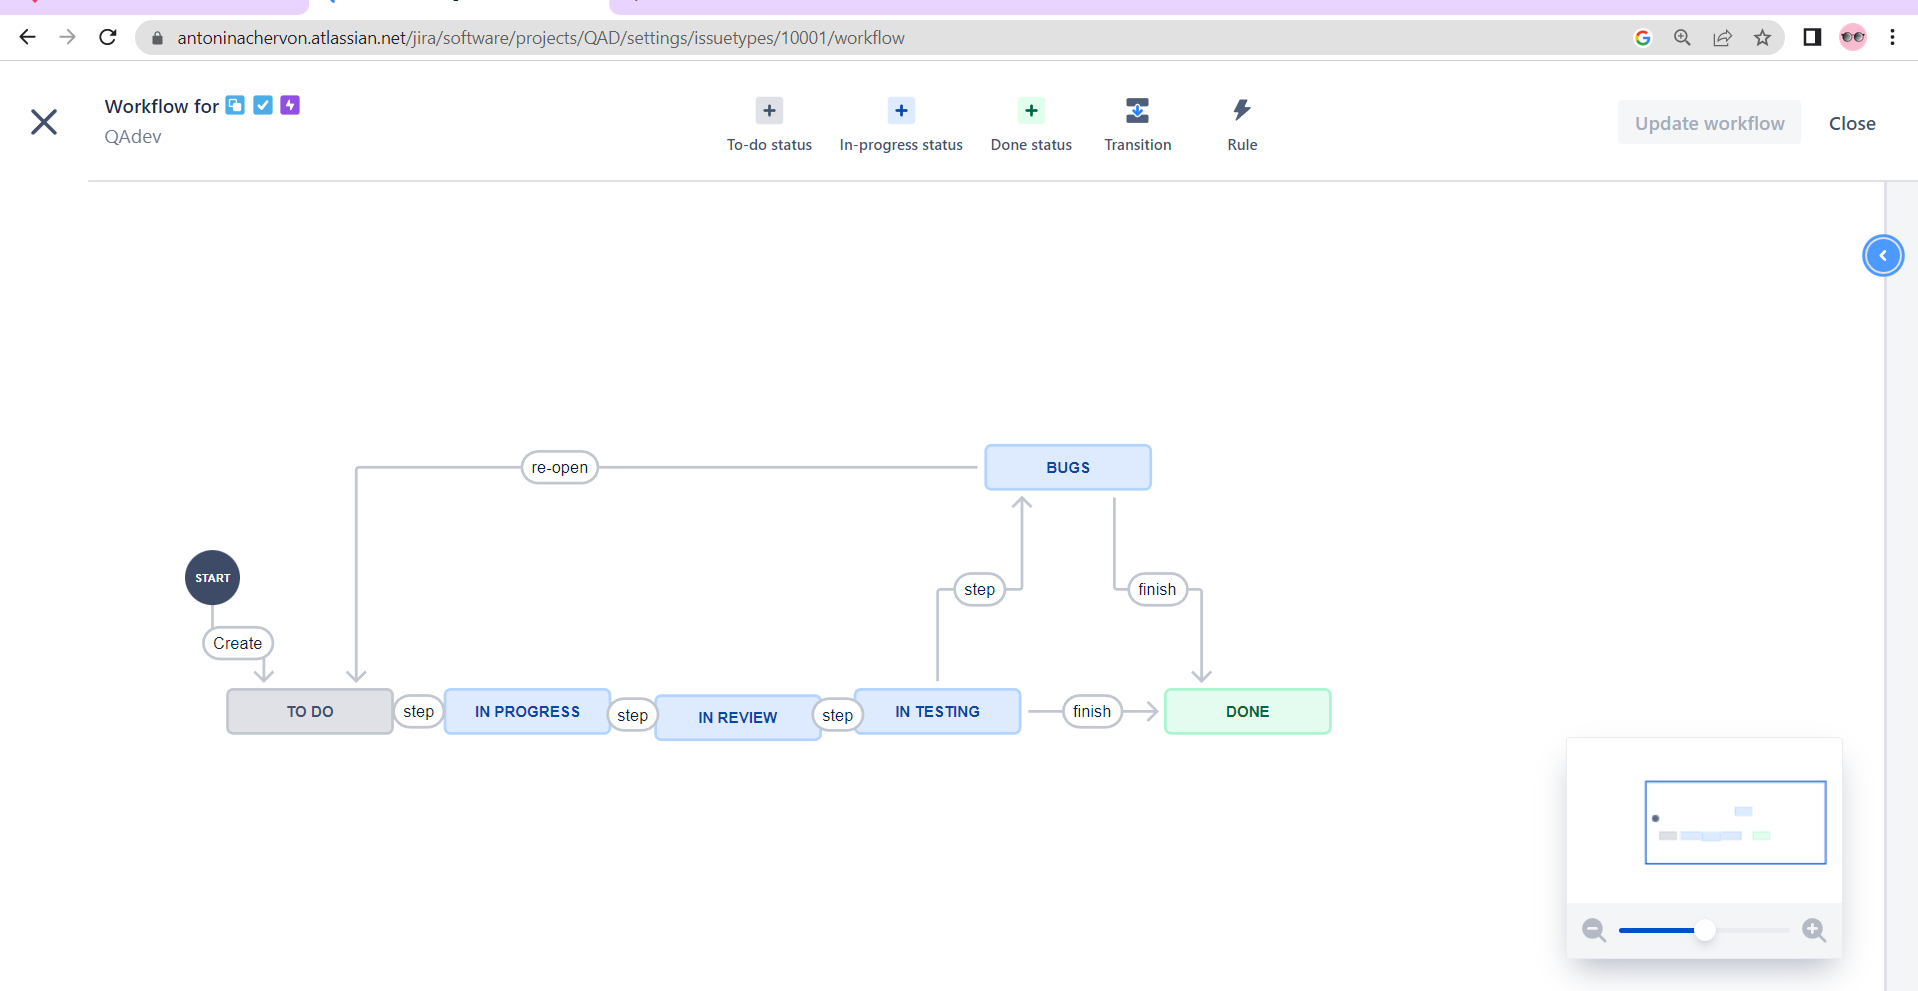 antoninachervon.atlassian.net/jira/software/projects/QAD/settings/issuetypes/10001/workflow
Workflow for
QAdev
To-do status
In-progress status
Done status
Transition
Rule
Update workflow
Close
re-open
BUGS
START
step
finish
Create
TO DO
step
IN PROGRESS
step
IN REVIEW
step
IN TESTING
finish
DONE